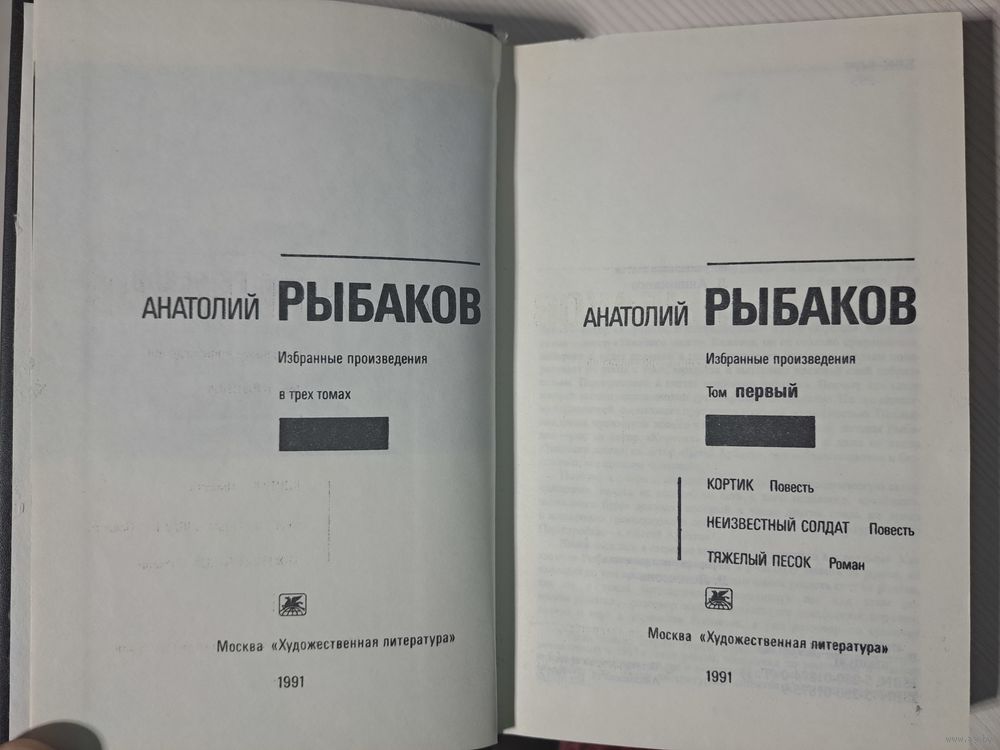 АНАТОЛИЙ РЫБАКОВ
Избранные произведения
в трех томах
Москва «Художественная литература»
1991
АНАТОЛИЙ РЫБАКОВ
Избранные произведения
Том первый
КОРТИК Повесть
НЕИЗВЕСТНЫЙ СОЛДАТ Повесть
ТЯЖЕЛЫЙ ПЕСОК Роман
Москва «Художественная литература»
1991